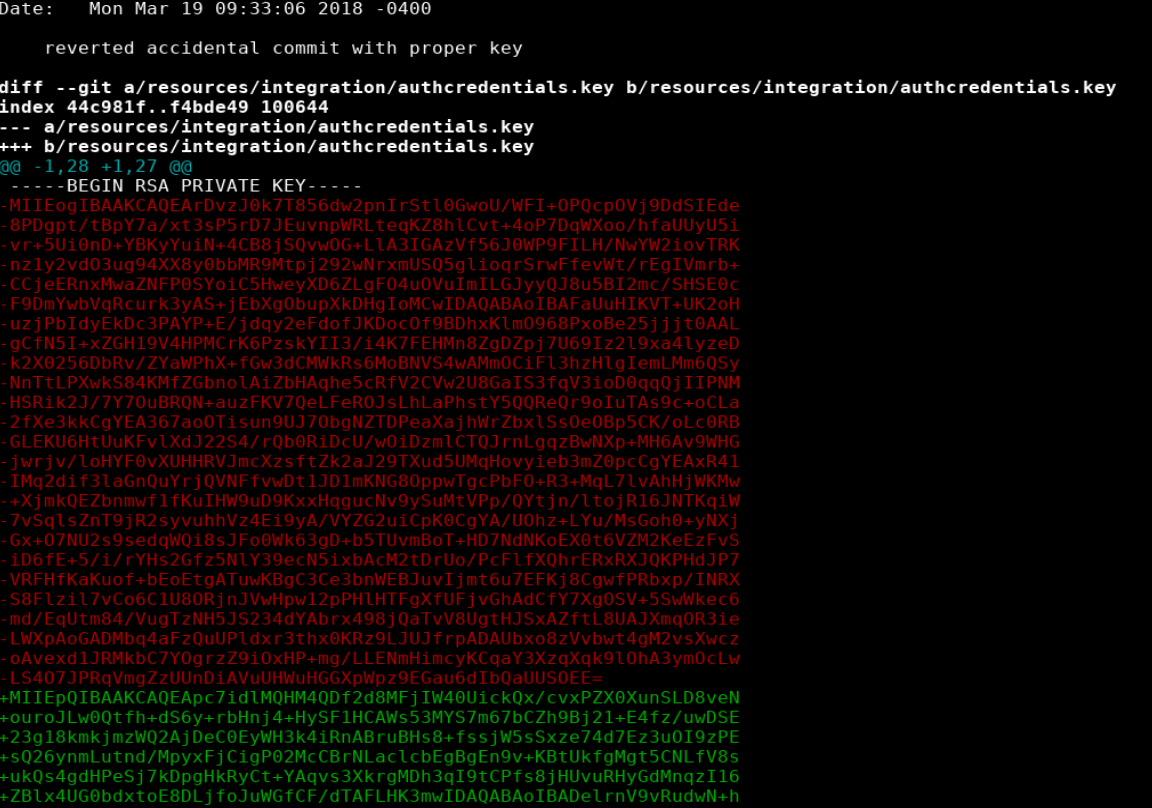 Date:   Mon Mar 19 09:33:06 2018 -0400
    reverted accidental commit with proper key
diff --git a/resources/integration/authcredentials.key b/resources/integration/authcredentials.key
index 44c981f..f4bde49 100644
--- a/resources/integration/authcredentials.key
+++ b/resources/integration/authcredentials.key
@@ -1,28 +1,27 @@
 -----BEGIN RSA PRIVATE KEY-----
-MIIEogIBAAKCAQEArDvzJ0k7T856dw2pnIrStl0GwoU/WFI+OPQcpOVj9DdSIEde
-8PDgpt/tBpY7a/xt3sP5rD7JEuvnpWRLteqKZ8hlCvt+4oP7DqWXoo/hfaUUyU5i
-vr+5Ui0nD+YBKyYuiN+4CB8jSQvwOG+LlA3IGAzVf56J0WP9FILH/NwYW2iovTRK
-nz1y2vdO3ug94XX8y0bbMR9Mtpj292wNrxmUSQ5glioqrSrwFfevWt/rEgIVmrb+
-CCjeERnxMwaZNFP0SYoiC5HweyXD6ZLgFO4uOVuImILGJyyQJ8u5BI2mc/SHSE0c
-F9DmYwbVqRcurk3yAS+jEbXgObupXkDHgIoMCwIDAQABAoIBAFaUuHIKVT+UK2oH
-uzjPbIdyEkDc3PAYP+E/jdqy2eFdofJKDocOf9BDhxKlmO968PxoBe25jjjt0AAL
-gCfN5I+xZGH19V4HPMCrK6PzskYII3/i4K7FEHMn8ZgDZpj7U69Iz2l9xa4lyzeD
-k2X0256DbRv/ZYaWPhX+fGw3dCMWkRs6MoBNVS4wAMmOCiFl3hzHlgIemLMm6QSy
-NnTtLPXwkS84KMfZGbnolAiZbHAqhe5cRfV2CVw2U8GaIS3fqV3ioD0qqQjIIPNM
-HSRik2J/7Y7OuBRQN+auzFKV7QeLFeROJsLhLaPhstY5QQReQr9oIuTAs9c+oCLa
-2fXe3kkCgYEA367aoOTisun9UJ7ObgNZTDPeaXajhWrZbxlSsOeOBp5CK/oLc0RB
-GLEKU6HtUuKFvlXdJ22S4/rQb0RiDcU/wOiDzmlCTQJrnLgqzBwNXp+MH6Av9WHG
-jwrjv/loHYF0vXUHHRVJmcXzsftZk2aJ29TXud5UMqHovyieb3mZ0pcCgYEAxR41
-IMq2dif3laGnQuYrjQVNFfvwDt1JD1mKNG8OppwTgcPbFO+R3+MqL7lvAhHjWKMw
-+XjmkQEZbnmwf1fKuIHW9uD9KxxHqgucNv9ySuMtVPp/QYtjn/ltojR16JNTKqiW
-7vSqlsZnT9jR2syvuhhVz4Ei9yA/VYZG2uiCpK0CgYA/UOhz+LYu/MsGoh0+yNXj
-Gx+O7NU2s9sedqWQi8sJFo0Wk63gD+b5TUvmBoT+HD7NdNKoEX0t6VZM2KeEzFvS
-iD6fE+5/i/rYHs2Gfz5NlY39ecN5ixbAcM2tDrUo/PcFlfXQhrERxRXJQKPHdJP7
-VRFHfKaKuof+bEoEtgATuwKBgC3Ce3bnWEBJuvIjmt6u7EFKj8CgwfPRbxp/INRX
-S8Flzil7vCo6C1U8ORjnJVwHpw12pPHlHTFgXfUFjvGhAdCfY7XgOSV+5SwWkec6
-md/EqUtm84/VugTzNH5JS234dYAbrx498jQaTvV8UgtHJSxAZftL8UAJXmqOR3ie
-LWXpAoGADMbq4aFzQuUPldxr3thx0KRz9LJUJfrpADAUbxo8zVvbwt4gM2vsXwcz
-oAvexd1JRMkbC7YOgrzZ9iOxHP+mg/LLENmHimcyKCqaY3XzqXqk9lOhA3ymOcLw
-LS4O7JPRqVmgZzUUnDiAVuUHWuHGGXpWpz9EGau6dIbQaUUSOEE=
+MIIEpQIBAAKCAQEApc7idlMQHM4QDf2d8MFjIW40UickQx/cvxPZX0XunSLD8veN
+ouroJLw0Qtfh+dS6y+rbHnj4+HySF1HCAWs53MYS7m67bCZh9Bj21+E4fz/uwDSE
+23g18kmkjmzWQ2AjDeC0EyWH3k4iRnABruBHs8+fssjW5sSxze74d7Ez3uOI9zPE
+sQ26ynmLutnd/MpyxFjCigP02McCBrNLaclcbEgBgEn9v+KBtUkfgMgt5CNLfV8s
+ukQs4gdHPeSj7kDpgHkRyCt+YAqvs3XkrgMDh3qI9tCPfs8jHUvuRHyGdMnqzI16
+ZBlx4UG0bdxtoE8DLjfoJuWGfCF/dTAFLHK3mwIDAQABAoIBADelrnV9vRudwN+h